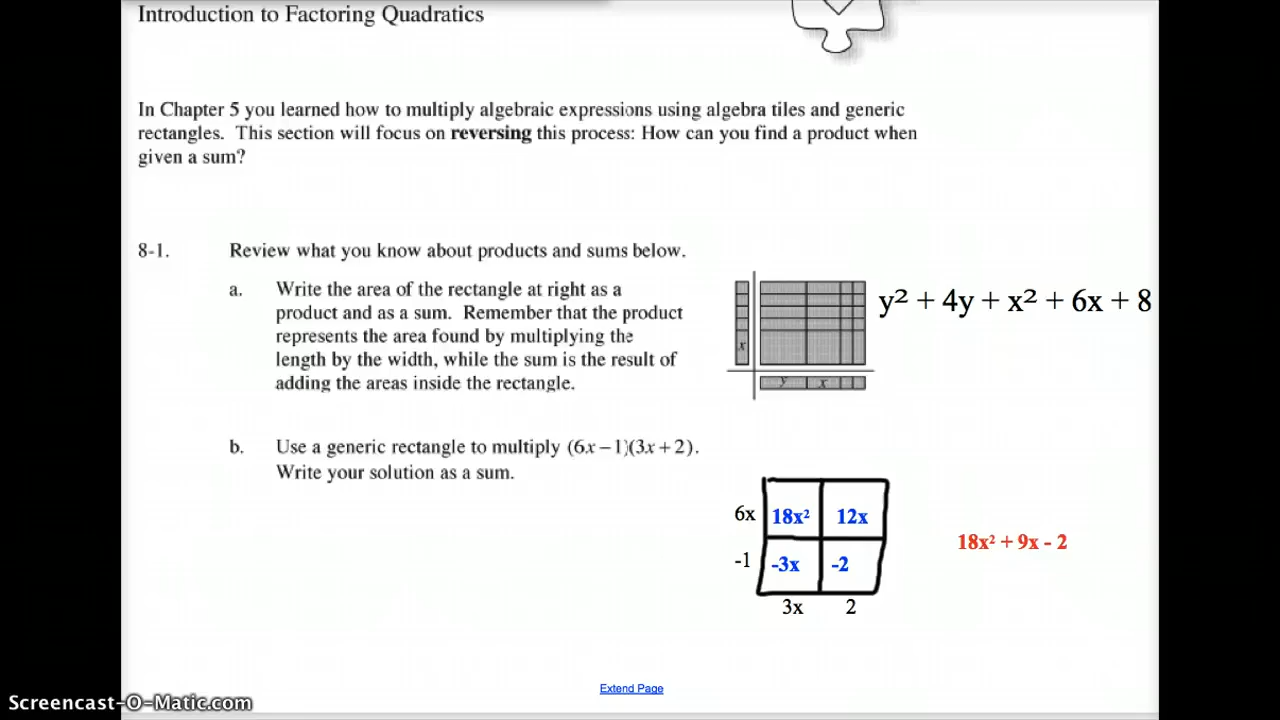 Introduction to Factoring Quadratics
In Chapter 5 you learned how to multiply algebraic expressions using algebra tiles and generic
rectangles. This section will focus on reversing this process: How can you find a product when
given a sum?
8-1. Review what you know about products and sums below.
a. Write the area of the rectangle at right as a
product and as a sum. Remember that the product
represents the area found by multiplying the
length by the width, while the sum is the result of
adding the areas inside the rectangle.
x
y x
y² + 4y + x² + 6x + 8
b. Use a generic rectangle to multiply (6x – 1)(3x + 2).
Write your solution as a sum.
6x 18x² 12x
-1 -3x -2
3x 2
18x² + 9x - 2
Extend Page
Screencast-O-Matic.com